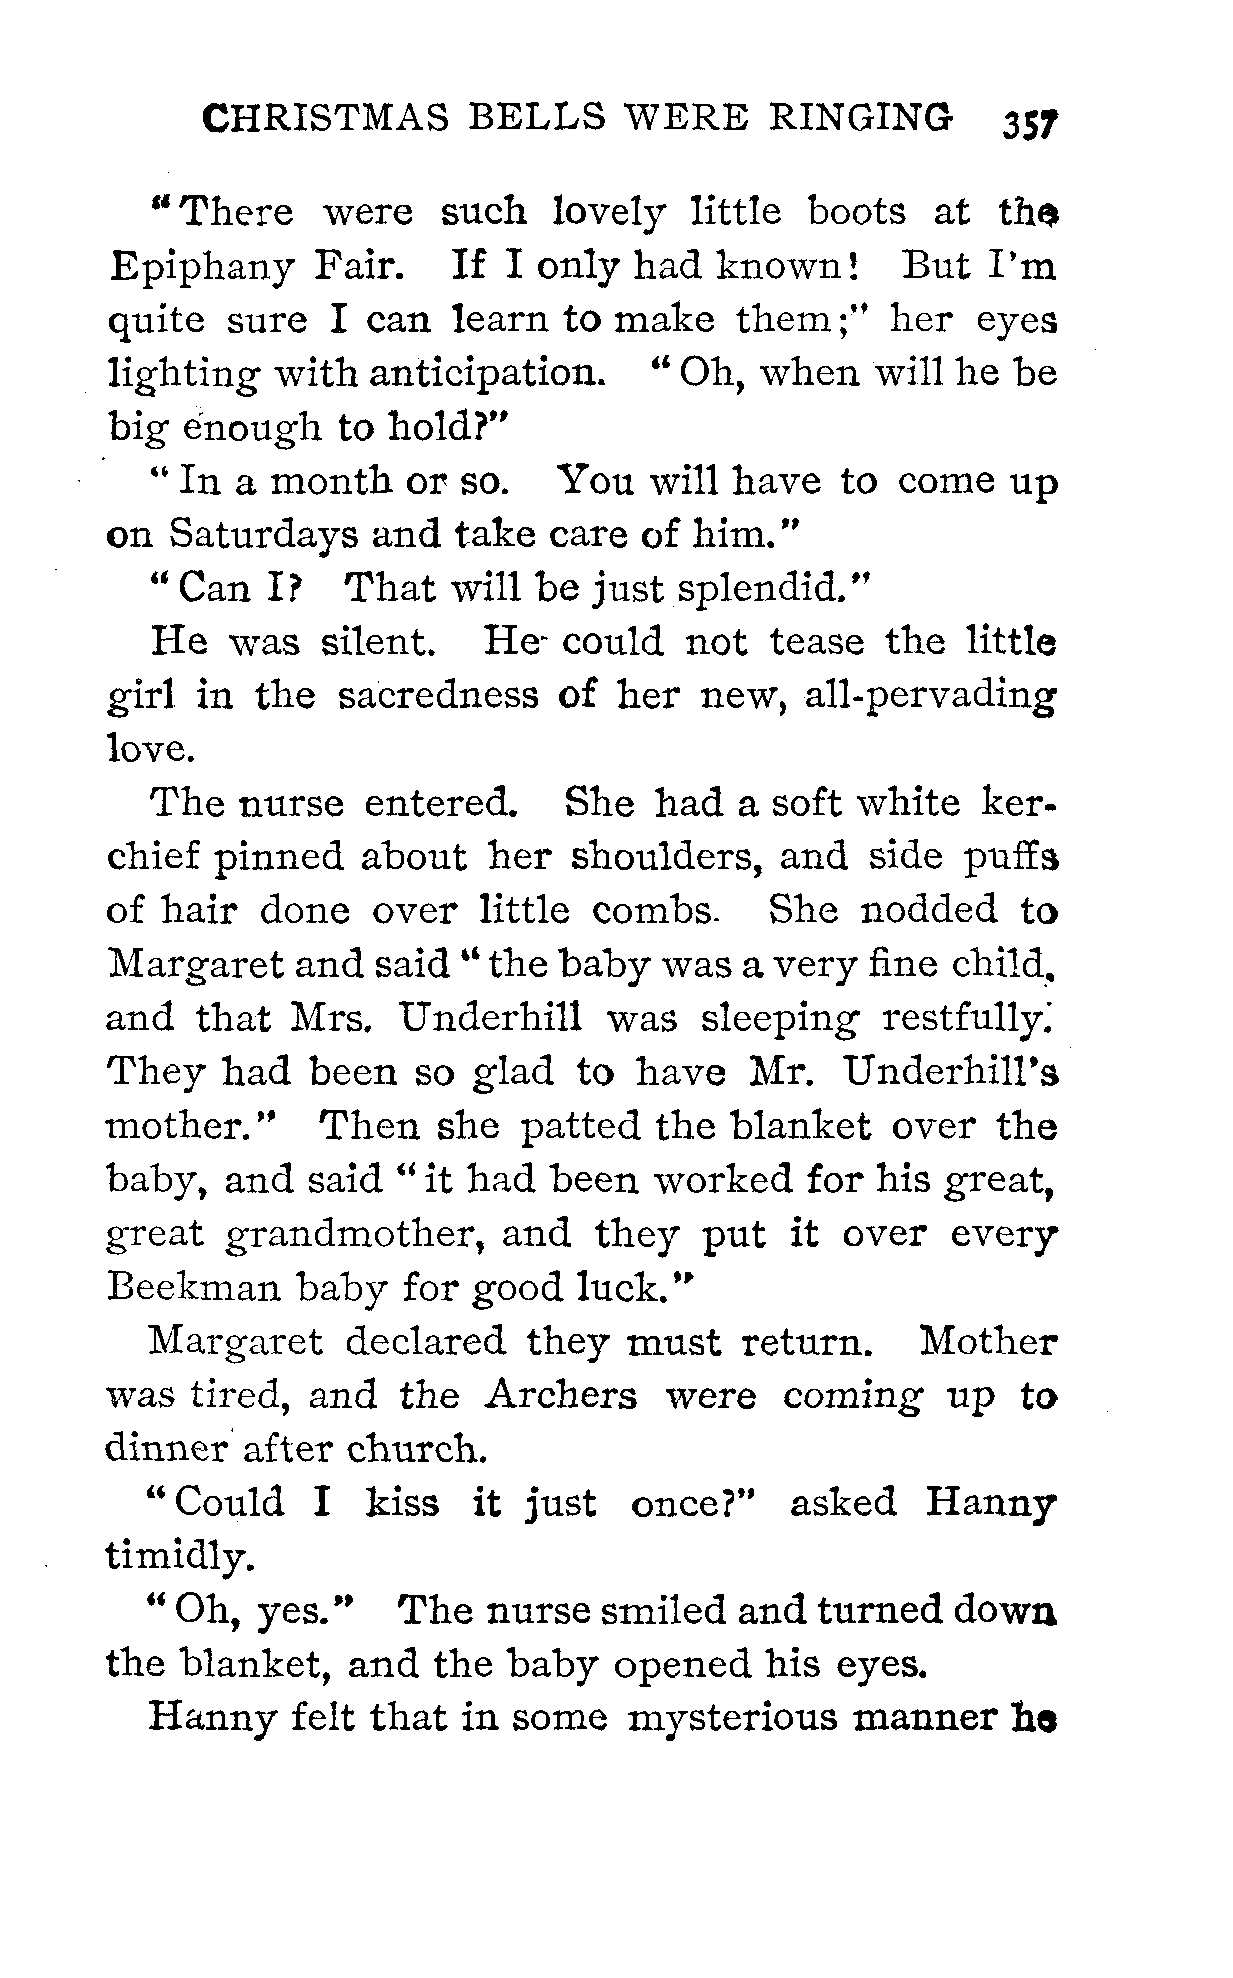 CHRISTMAS BELLS WERE RINGING 357
"There were such lovely little boots at the
Epiphany Fair. If I only had known! But I'm
quite sure I can learn to make them;" her eyes
lighting with anticipation. "Oh, when will he be
big enough to hold?"
"In a month or so. You will have to come up
on Saturdays and take care of him."
"Can I? That will be just splendid."
He was silent. He could not tease the little
girl in the sacredness of her new, all-pervading
love.
The nurse entered. She had a soft white ker-
chief pinned about her shoulders, and side puffs
of hair done over little combs. She nodded to
Margaret and said "the baby was a very fine child,
and that Mrs. Underhill was sleeping restfully.
They had been so glad to have Mr. Underhill's
mother." Then she patted the blanket over the
baby, and said "it had been worked for his great,
great grandmother, and they put it over every
Beekman baby for good luck."
Margaret declared they must return. Mother
was tired, and the Archers were coming up to
dinner after church.
"Could I kiss it just once?" asked Hanny
timidly.
"Oh, yes." The nurse smiled and turned down
the blanket, and the baby opened his eyes.
Hanny felt that in some mysterious manner he